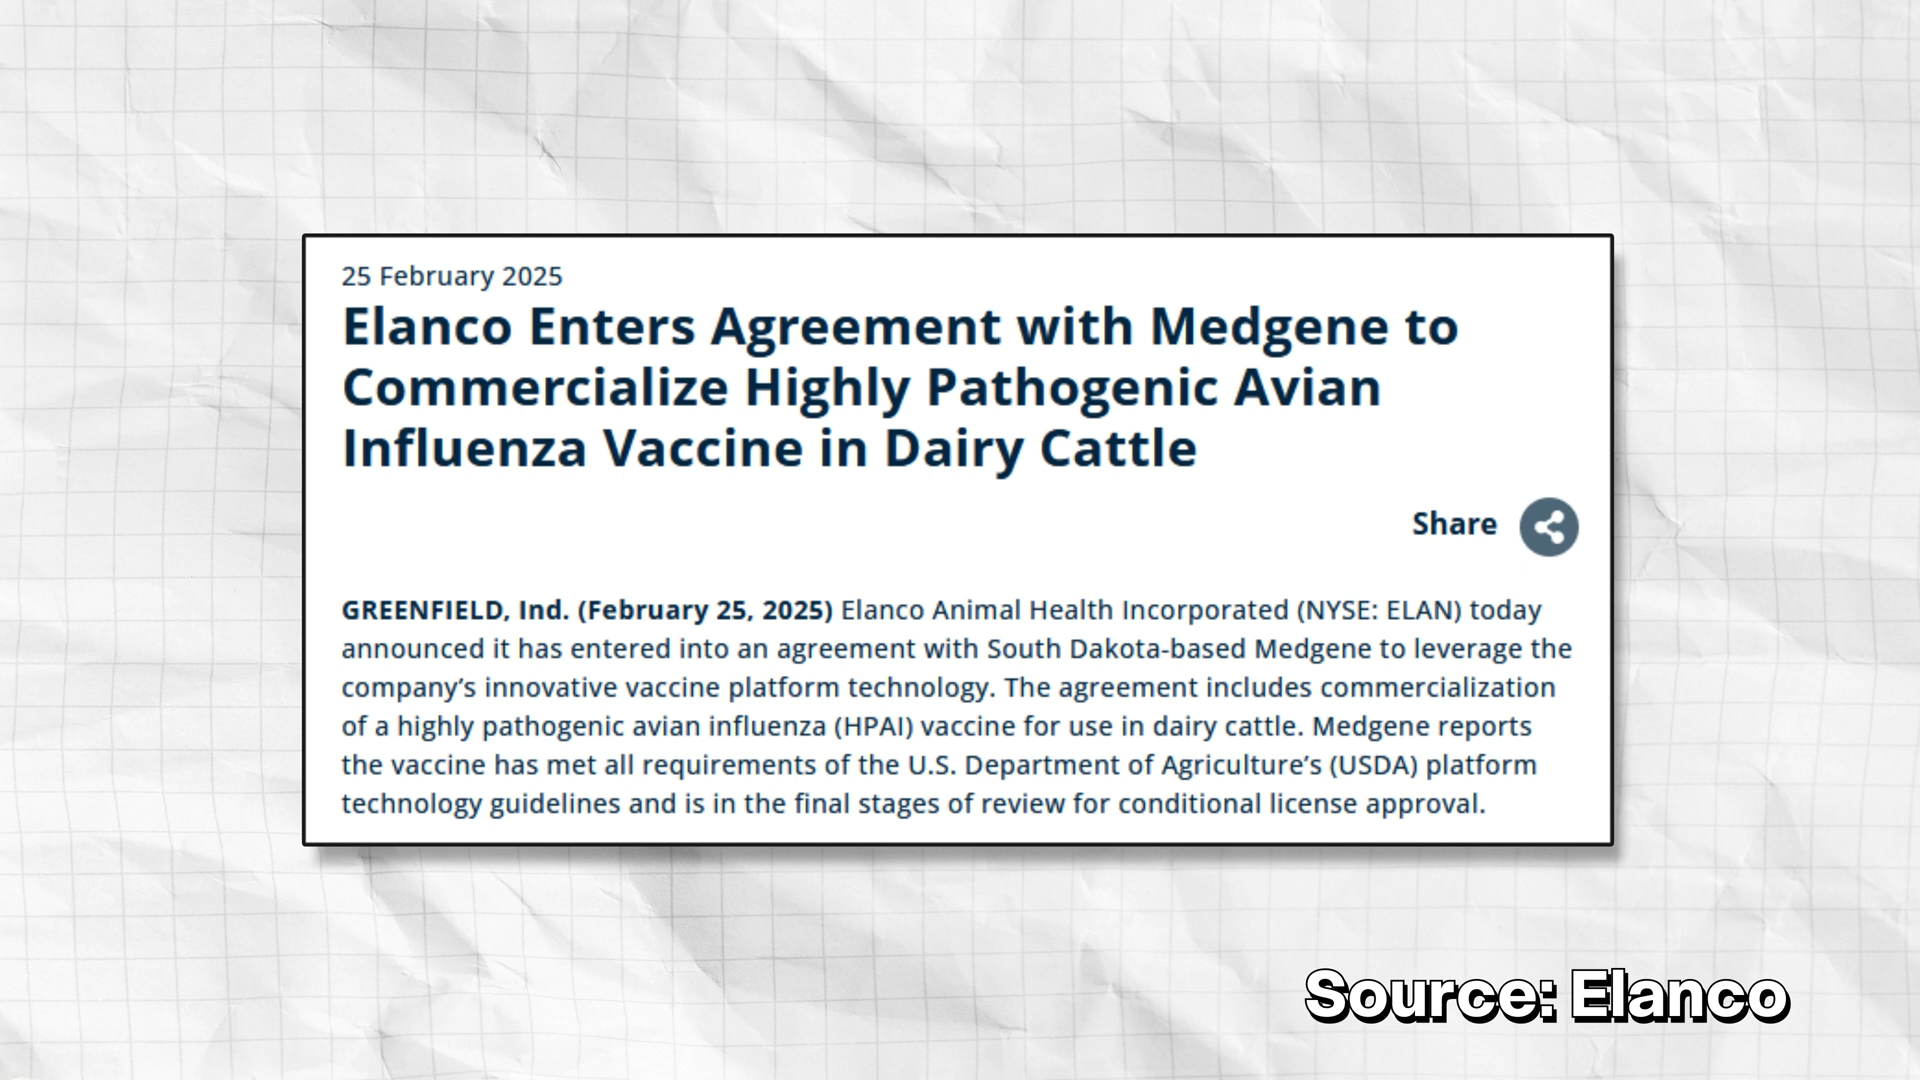 25 February 2025
Elanco Enters Agreement with Medgene to
Commercialize Highly Pathogenic Avian
Influenza Vaccine in Dairy Cattle
Share
GREENFIELD, Ind. (February 25, 2025) Elanco Animal Health Incorporated (NYSE: ELAN) today
announced it has entered into an agreement with South Dakota-based Medgene to leverage the
company’s innovative vaccine platform technology. The agreement includes commercialization
of a highly pathogenic avian influenza (HPAI) vaccine for use in dairy cattle. Medgene reports
the vaccine has met all requirements of the U.S. Department of Agriculture’s (USDA) platform
technology guidelines and is in the final stages of review for conditional license approval.
Source: Elanco